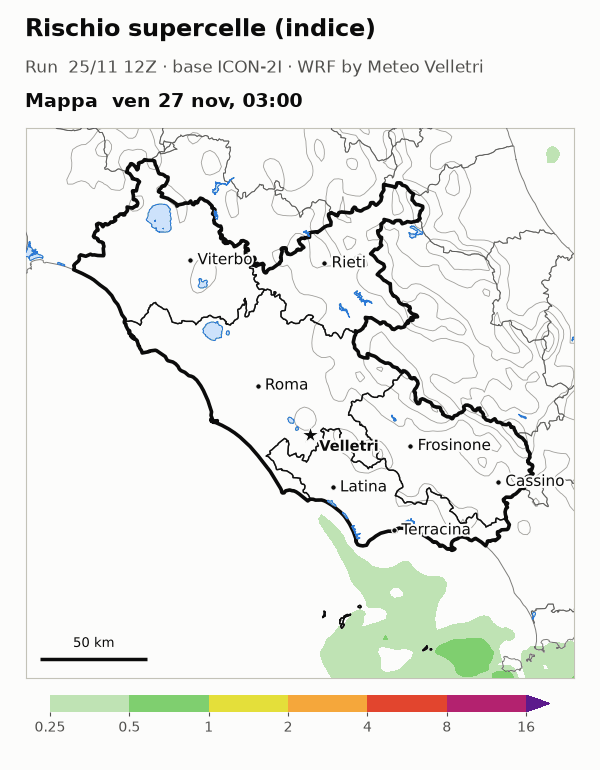 Rischio supercelle (indice)
Run  25/11 12Z · base ICON-2I · WRF by Meteo Velletri
Mappa  ven 27 nov, 03:00
Viterbo
Rieti
Roma
Velletri
Frosinone
Latina
Cassino
Terracina
50 km
0.25 0.5 1 2 4 8 16